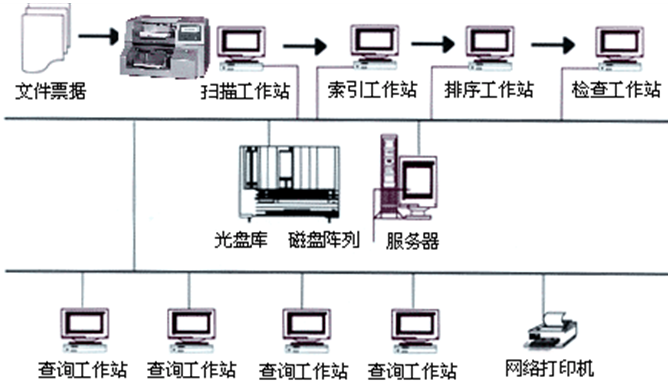 文件票据
扫描工作站
索引工作站
排序工作站
检查工作站
光盘库
磁盘阵列
服务器
查询工作站
查询工作站
查询工作站
查询工作站
网络打印机